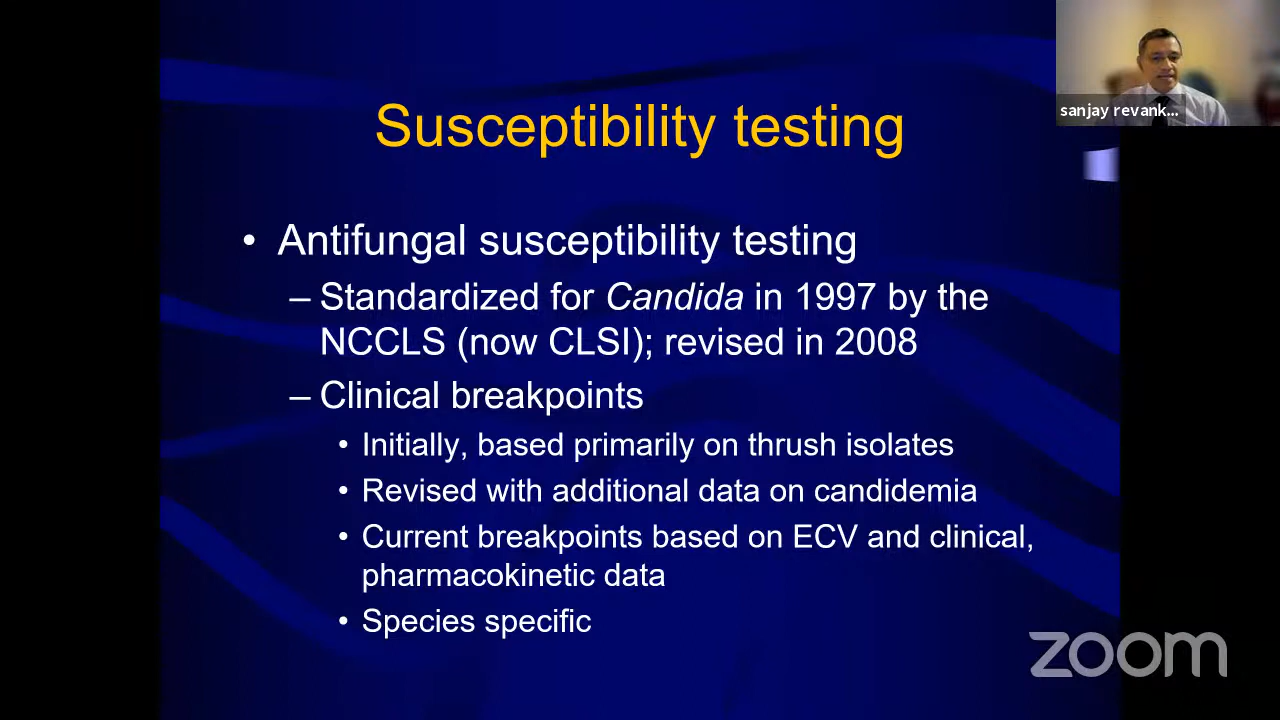 sanjay revank...
Susceptibility testing
• Antifungal susceptibility testing
– Standardized for Candida in 1997 by the
NCCLS (now CLSI); revised in 2008
– Clinical breakpoints
• Initially, based primarily on thrush isolates
• Revised with additional data on candidemia
• Current breakpoints based on ECV and clinical,
pharmacokinetic data
• Species specific
zoom